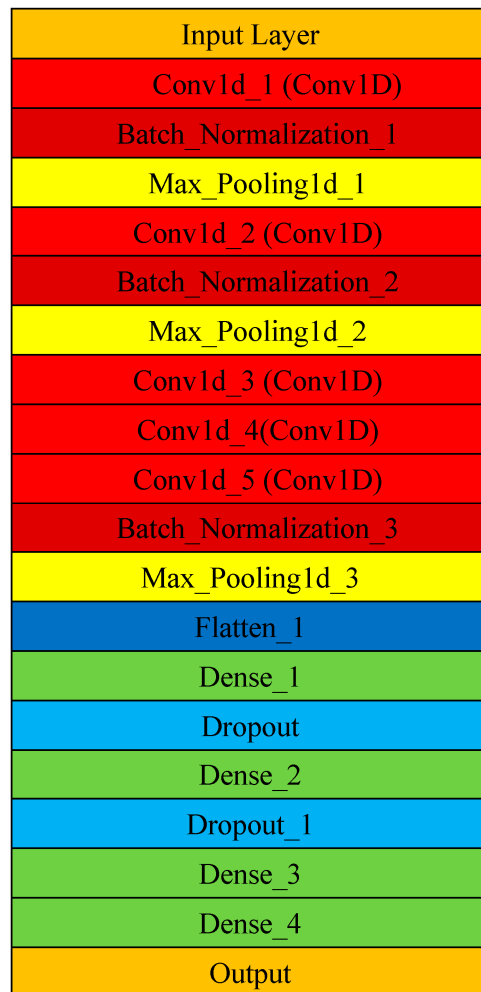 Input Layer
Conv1d_1 (Conv1D)
Batch_Normalization_1
Max_Pooling1d_1
Conv1d_2 (Conv1D)
Batch_Normalization_2
Max_Pooling1d_2
Conv1d_3 (Conv1D)
Conv1d_4(Conv1D)
Conv1d_5 (Conv1D)
Batch_Normalization_3
Max_Pooling1d_3
Flatten_1
Dense_1
Dropout
Dense_2
Dropout_1
Dense_3
Dense_4
Output